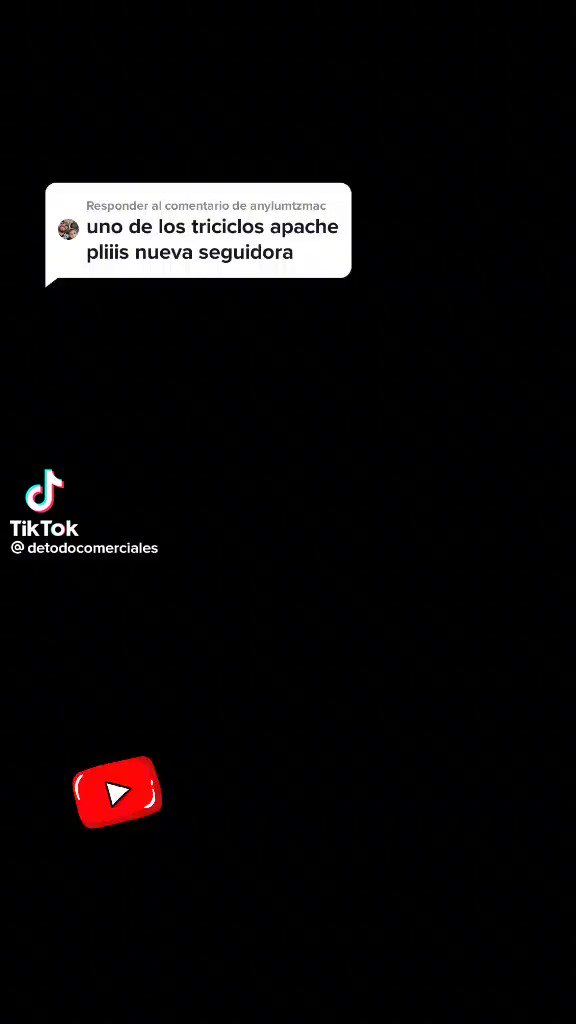 Responder al comentario de anylumtzmac
uno de los triciclos apache
pliiis nueva seguidora
TikTok
@detodocomerciales